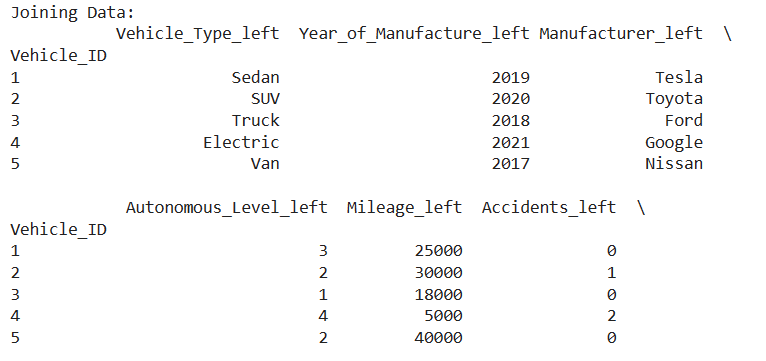 Joining Data:
Vehicle_Type_left Year_of_Manufacture_left Manufacturer_left \
Vehicle_ID
1 Sedan 2019 Tesla
2 SUV 2020 Toyota
3 Truck 2018 Ford
4 Electric 2021 Google
5 Van 2017 Nissan
Autonomous_Level_left Mileage_left Accidents_left \
Vehicle_ID
1 3 25000 0
2 2 30000 1
3 1 18000 0
4 4 5000 2
5 2 40000 0